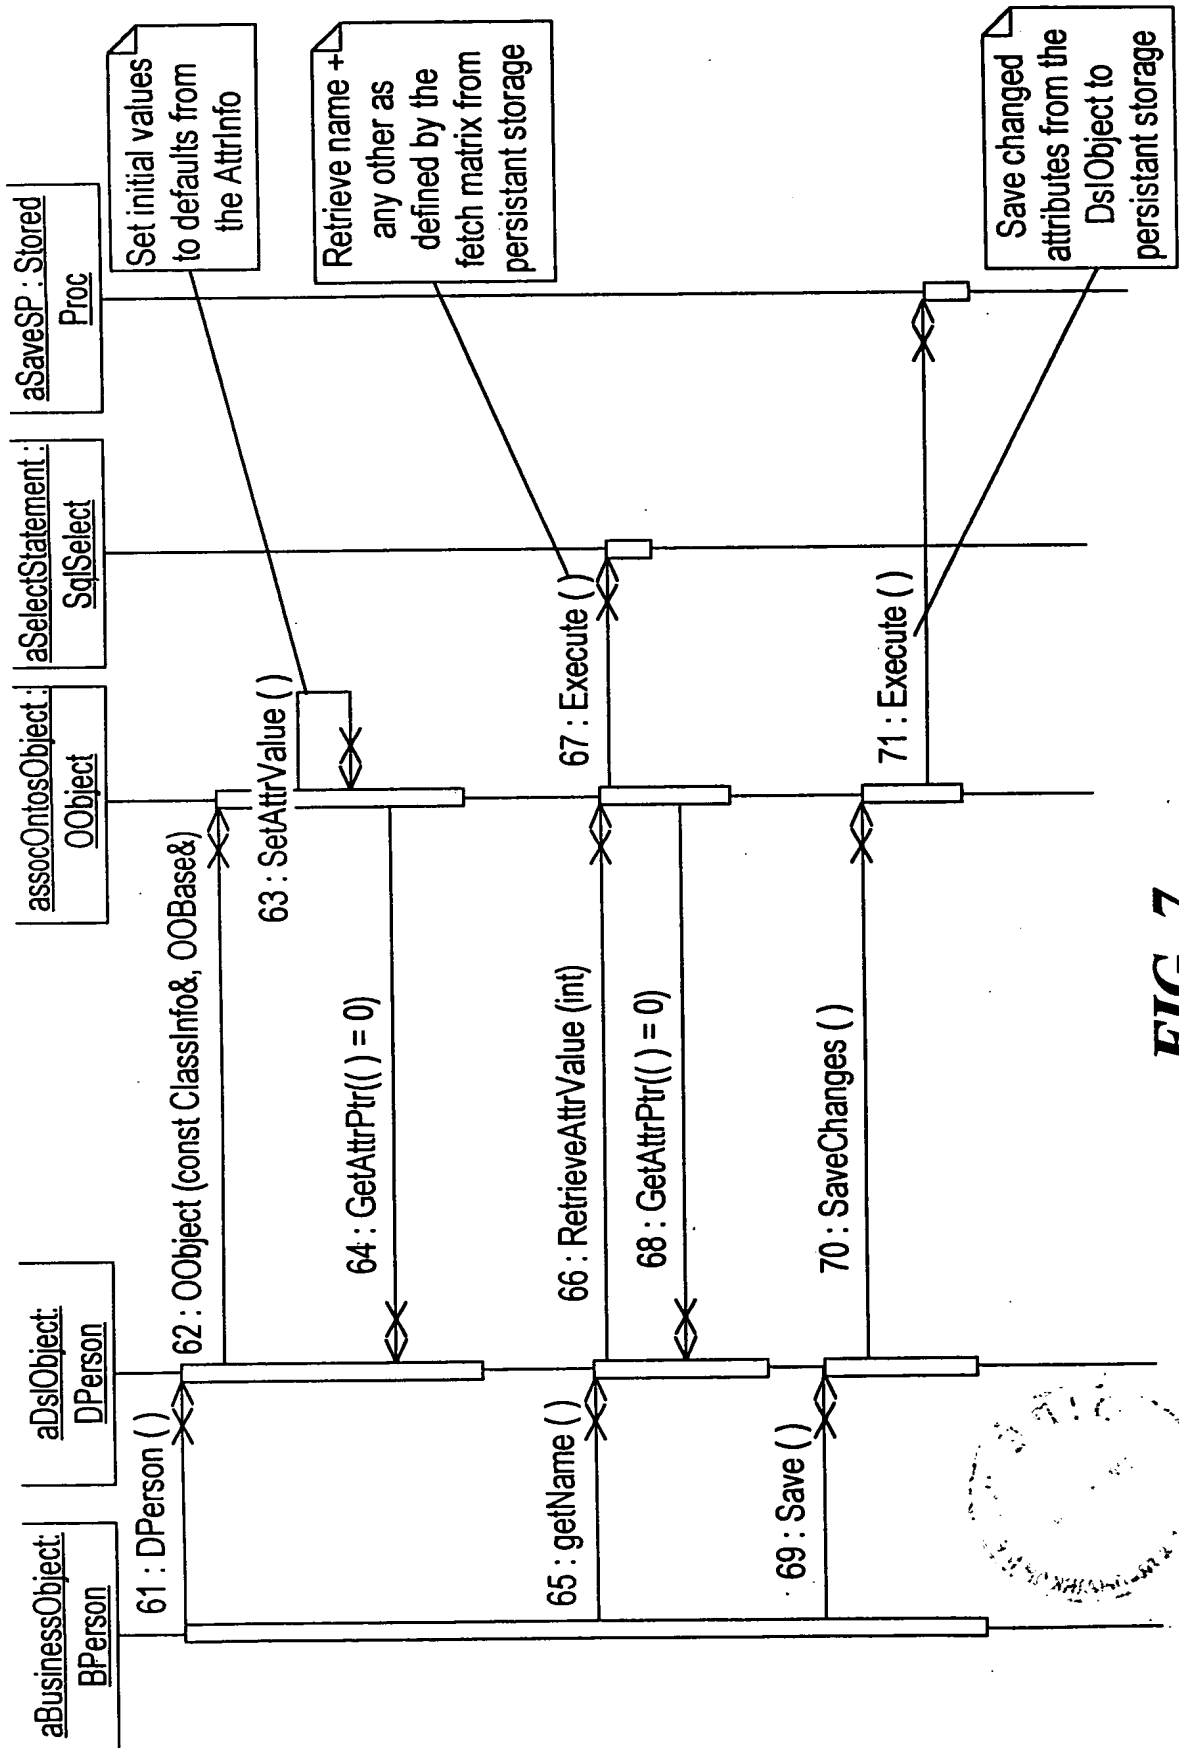 aBusinessObject:
BPerson
aDslObject:
DPerson
assocOntosObject :
OObject
aSelectStatement :
SqlSelect
aSaveSP : Stored
Proc
61 : DPerson ( )
62 : OObject (const ClassInfo&, OOBase&)
63 : SetAttrValue ( )
Set initial values
to defaults from
the AttrInfo
64 : GetAttrPtr(( ) = 0)
65 : getName ( )
66 : RetrieveAttrValue (int)
67 : Execute ( )
Retrieve name +
any other as
defined by the
fetch matrix from
persistant storage
68 : GetAttrPtr(( ) = 0)
69 : Save ( )
70 : SaveChanges ( )
71 : Execute ( )
Save changed
attributes from the
DslObject to
persistant storage
FIG. 7